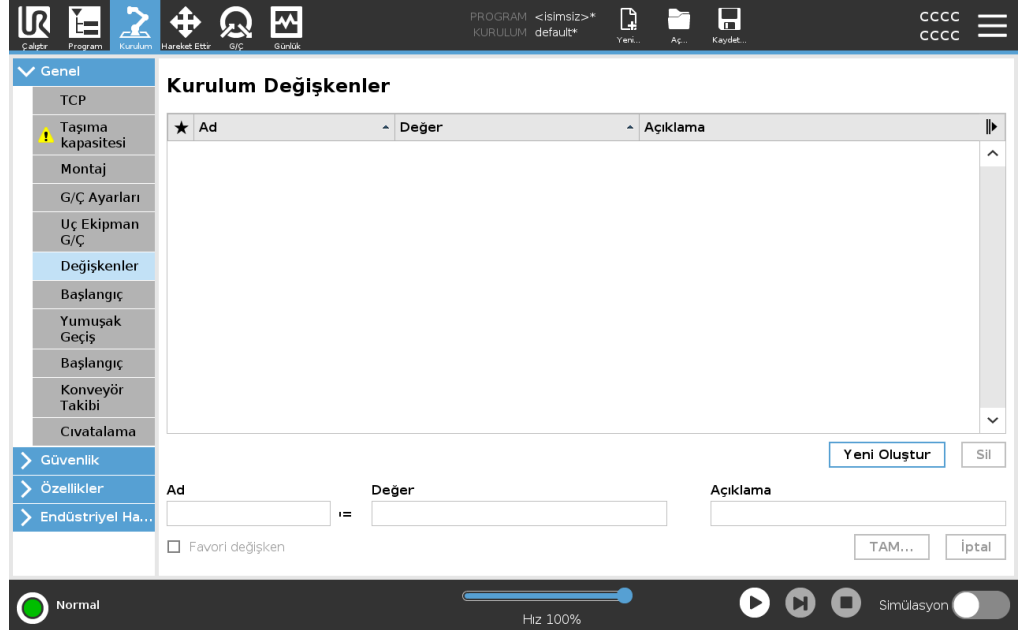 PROGRAM <isimsiz>*
KURULUM default*
Çalıştır
Program
Kurulum
Hareket Ettir
G/Ç
Günlük
Yeni...
Aç...
Kaydet...
CCCC
CCCC
Genel
TCP
Taşıma
kapasitesi
Montaj
G/Ç Ayarları
Uç Ekipman
G/Ç
Değişkenler
Başlangıç
Yumuşak
Geçiş
Başlangıç
Konveyör
Takibi
Cıvatalama
Güvenlik
Özellikler
Endüstriyel Ha...
Kurulum Değişkenler
Ad
Değer
Açıklama
Yeni Oluştur
Sil
Ad
Değer
Açıklama
Favori değişken
TAM...
İptal
Normal
Hız 100%
Simülasyon